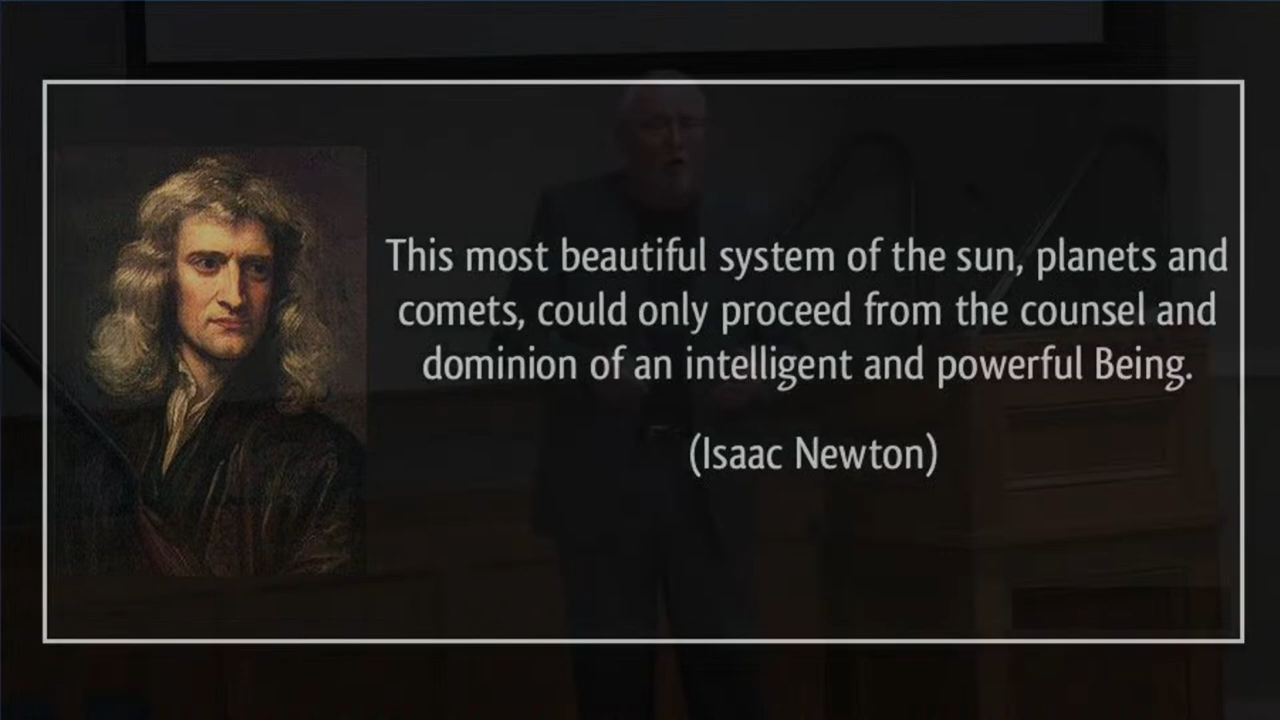 This most beautiful system of the sun, planets and
comets, could only proceed from the counsel and
dominion of an intelligent and powerful Being.
(Isaac Newton)